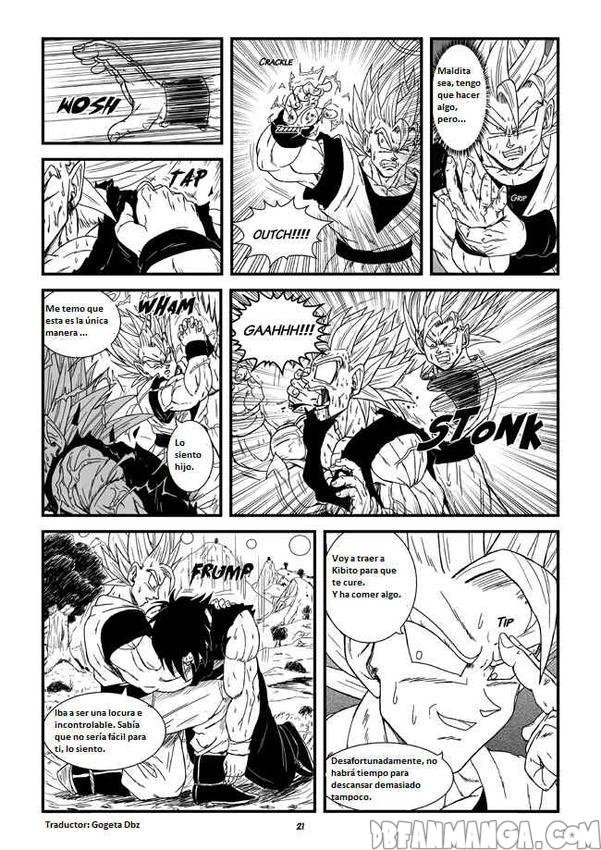 WOSH
CRACKLE
OUTCH!!!!
Maldita
sea, tengo
que hacer
algo,
pero...
GRIP
TAP
Me temo que
esta es la única
manera ...
WHAM
Lo
siento
hijo.
GAAHHH!!!
STONK
FRUMP
Iba a ser una locura e
incontrolable. Sabía
que no sería fácil para
ti, lo siento.
Voy a traer a
Kibito para que
te cure.
Y ha comer algo.
TIP
Desafortunadamente, no
habrá tiempo para
descansar demasiado
tampoco.
Traductor: Gogeta Dbz
21
DBFANMANGA.COM